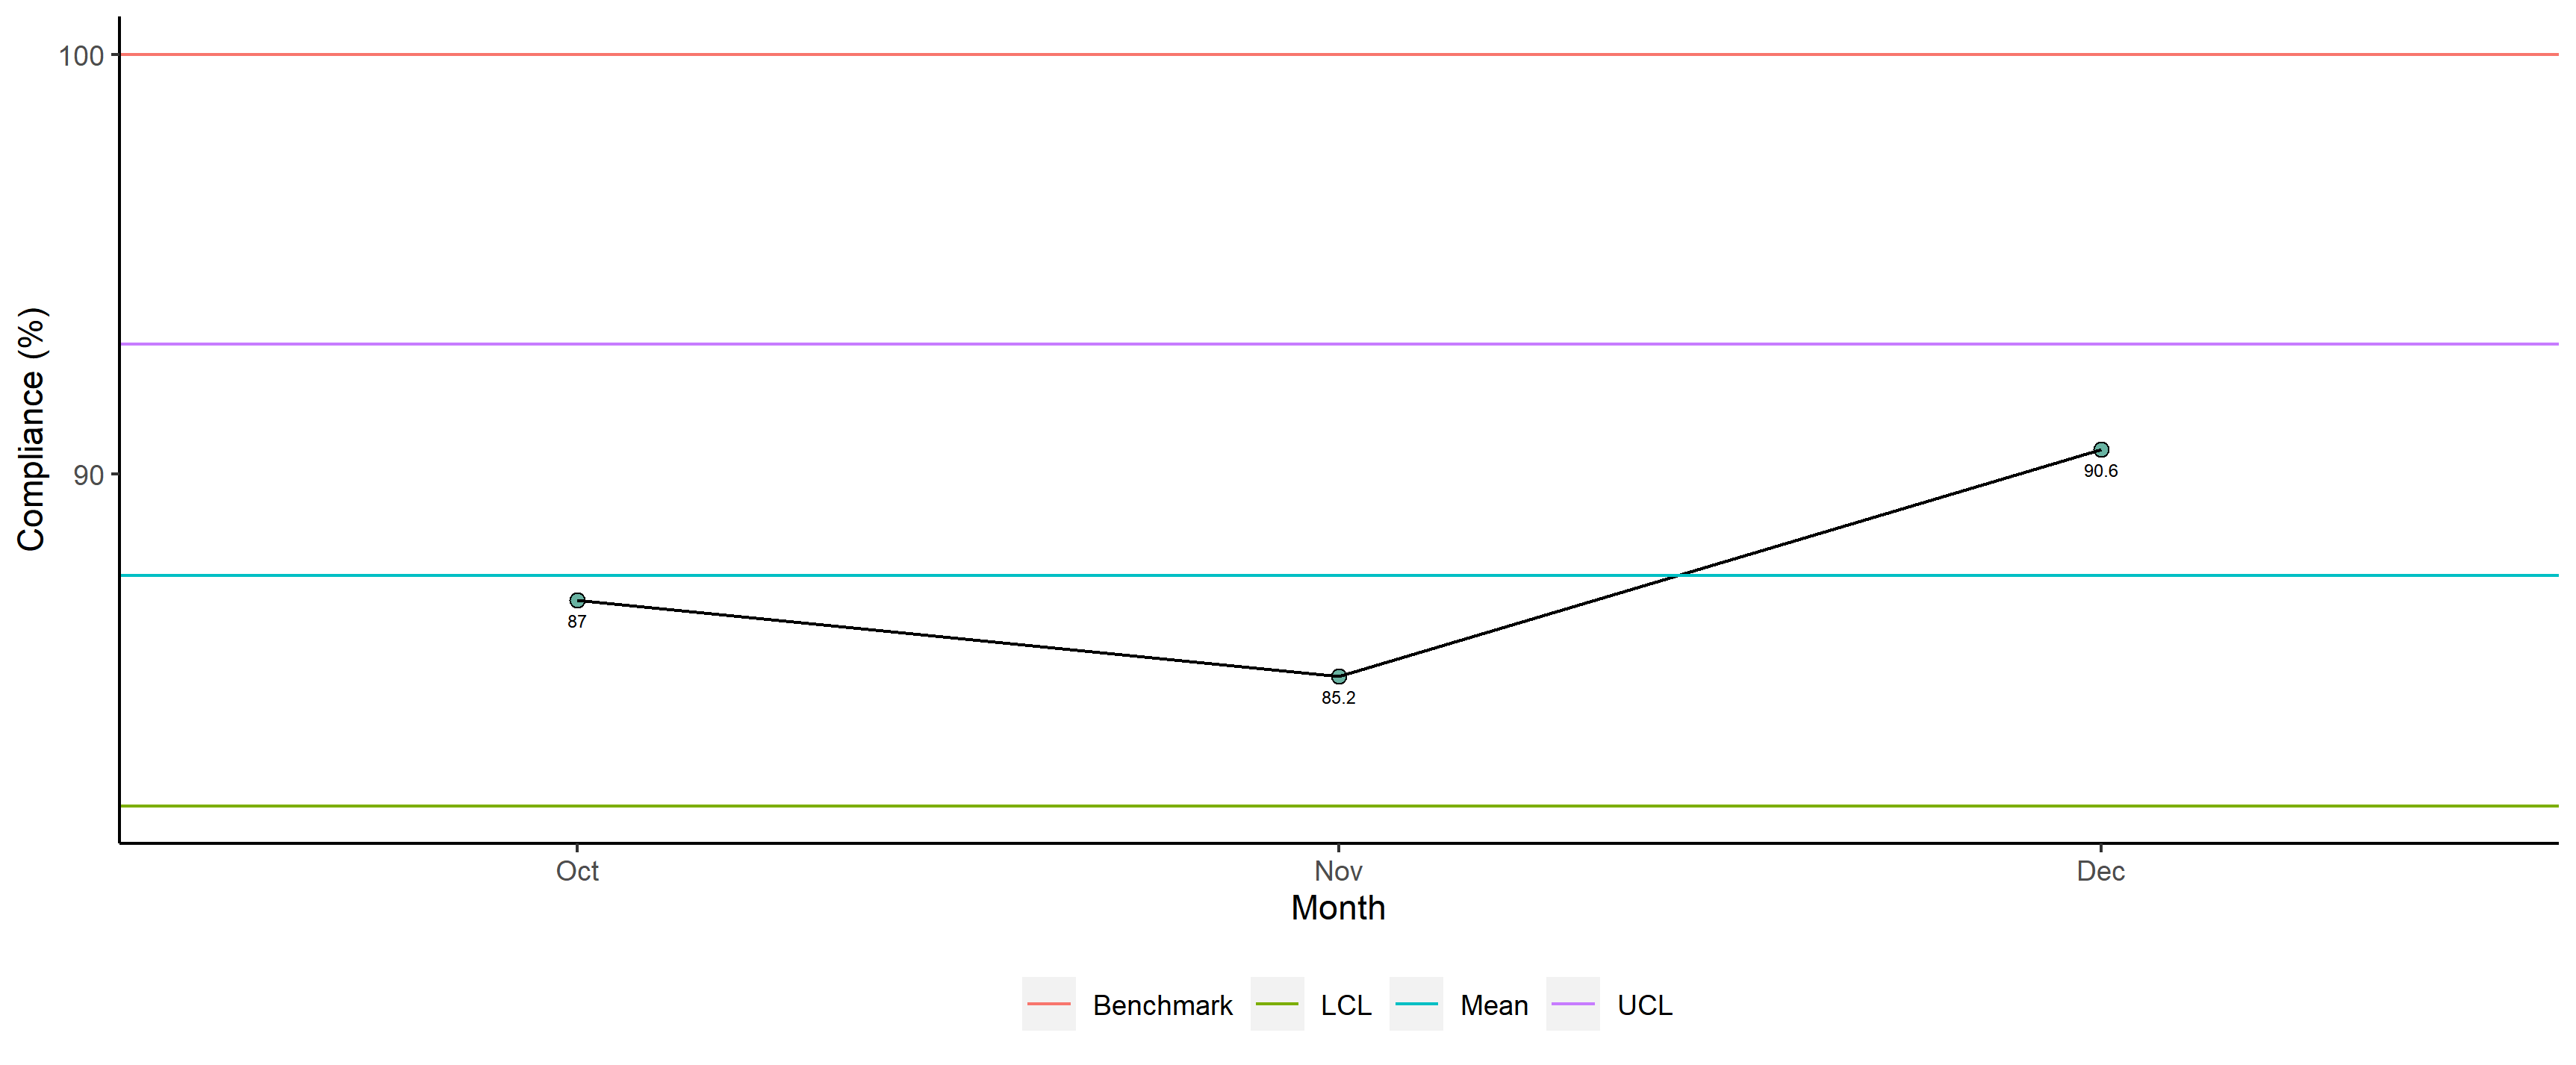 100
90
Compliance (%)
87
85.2
90.6
Oct Nov Dec
Month
Benchmark LCL Mean UCL